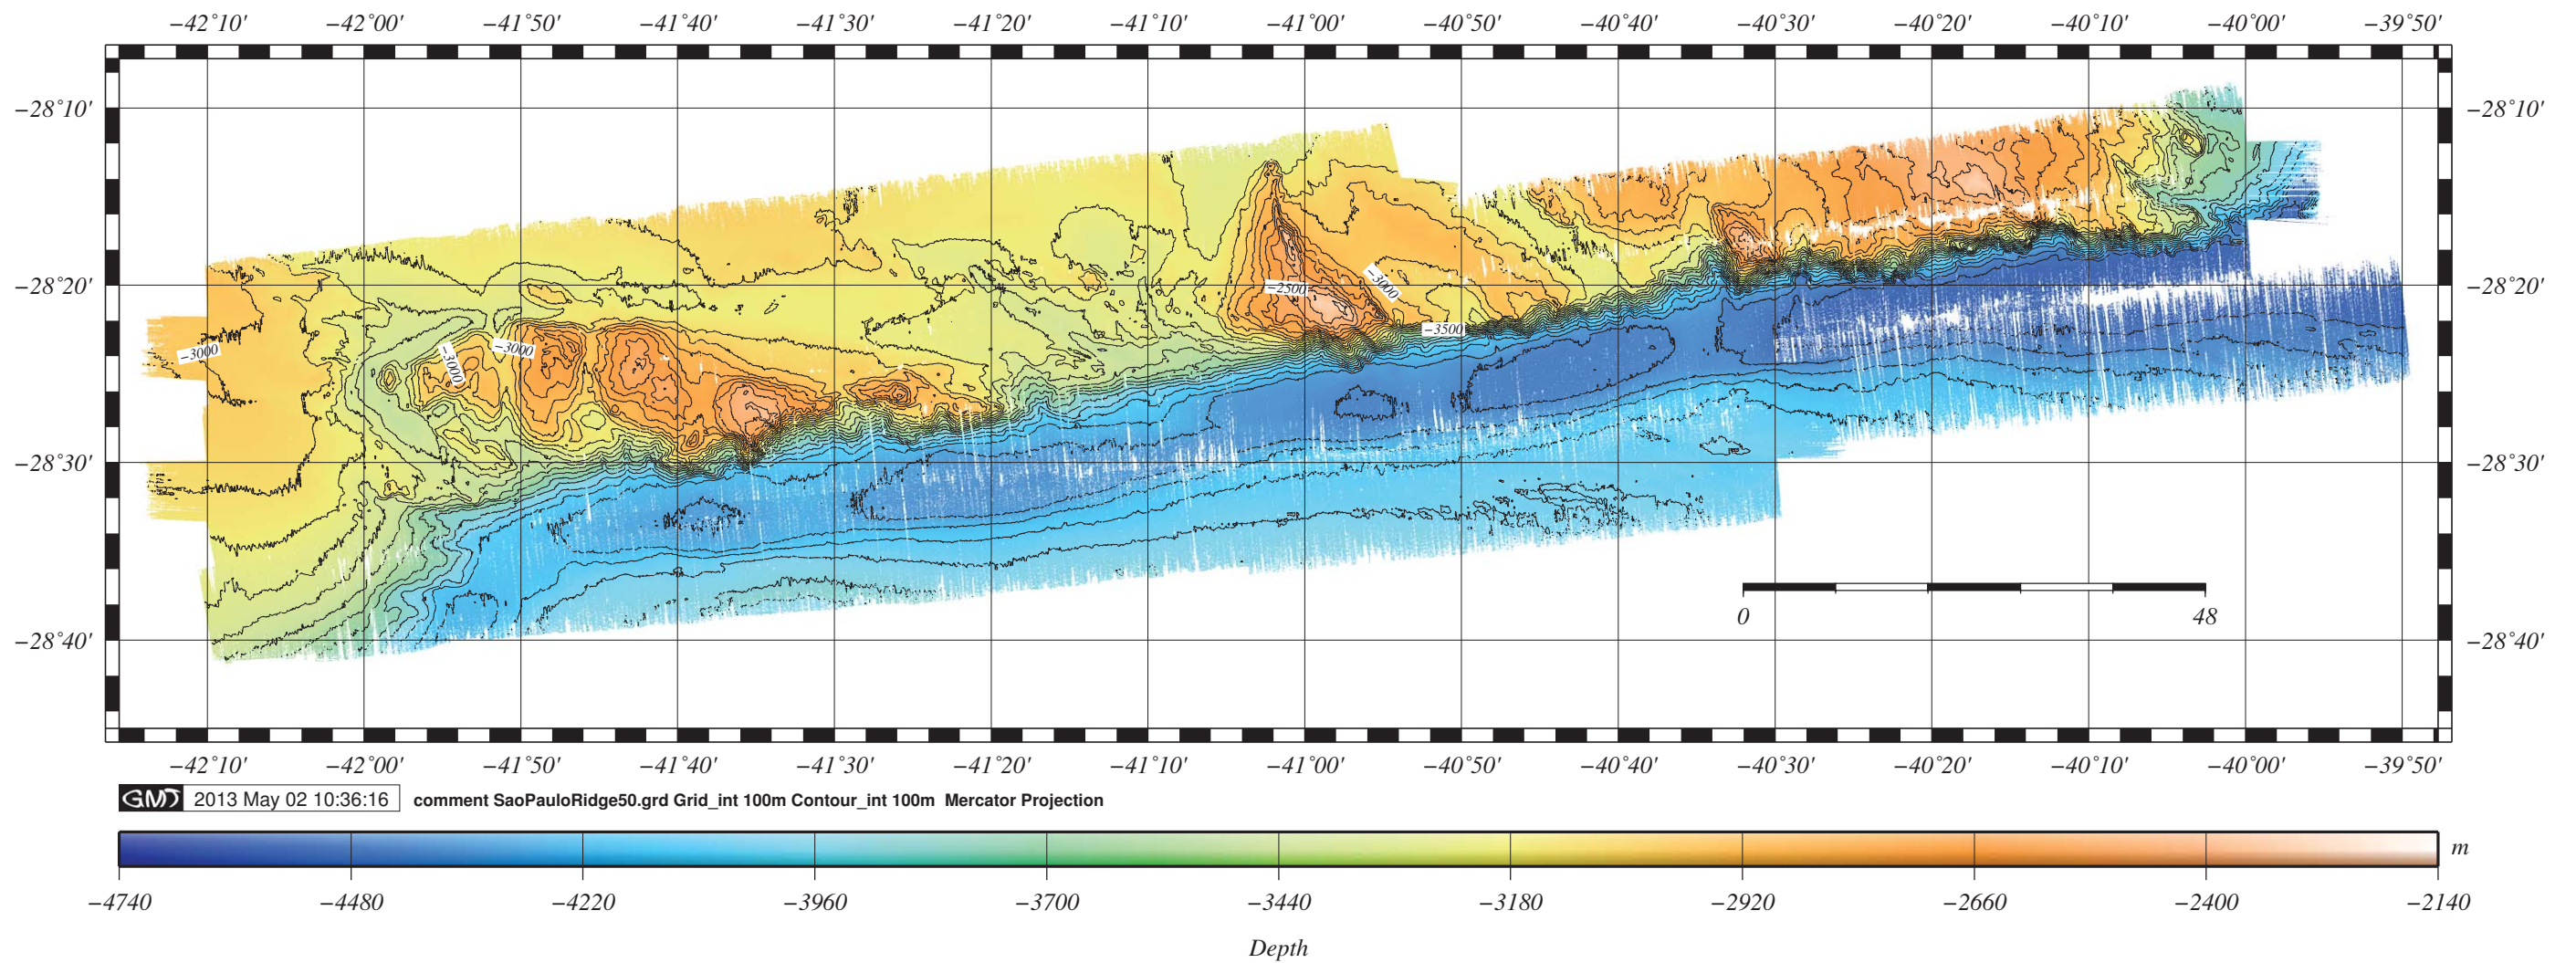 −42˚10' −42˚00' −41˚50' −41˚40' −41˚30' −41˚20' −41˚10' −41˚00' −40˚50' −40˚40' −40˚30' −40˚20' −40˚10' −40˚00' −39˚50'
−28˚10' −28˚10'
−28˚20' −28˚20'
−2500
−3000
−3500
−3000
−3000
−3000
−28˚30' −28˚30'
0 48
−28˚40' −28˚40'
−42˚10' −42˚00' −41˚50' −41˚40' −41˚30' −41˚20' −41˚10' −41˚00' −40˚50' −40˚40' −40˚30' −40˚20' −40˚10' −40˚00' −39˚50'
GMT 2013 May 02 10:36:16 comment SaoPauloRidge50.grd Grid_int 100m Contour_int 100m Mercator Projection
m
−4740 −4480 −4220 −3960 −3700 −3440 −3180 −2920 −2660 −2400 −2140
Depth